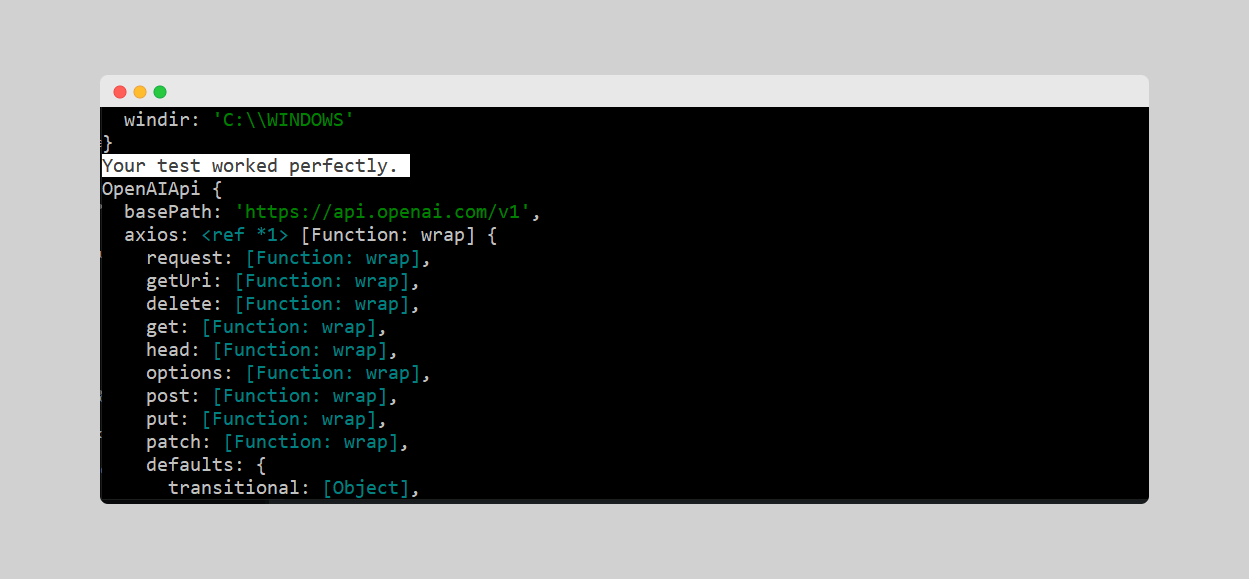 windir: 'C:\\WINDOWS'
}
Your test worked perfectly.
OpenAIApi {
basePath: 'https://api.openai.com/v1',
axios: <ref *1> [Function: wrap] {
request: [Function: wrap],
getUri: [Function: wrap],
delete: [Function: wrap],
get: [Function: wrap],
head: [Function: wrap],
options: [Function: wrap],
post: [Function: wrap],
put: [Function: wrap],
patch: [Function: wrap],
defaults: {
transitional: [Object],